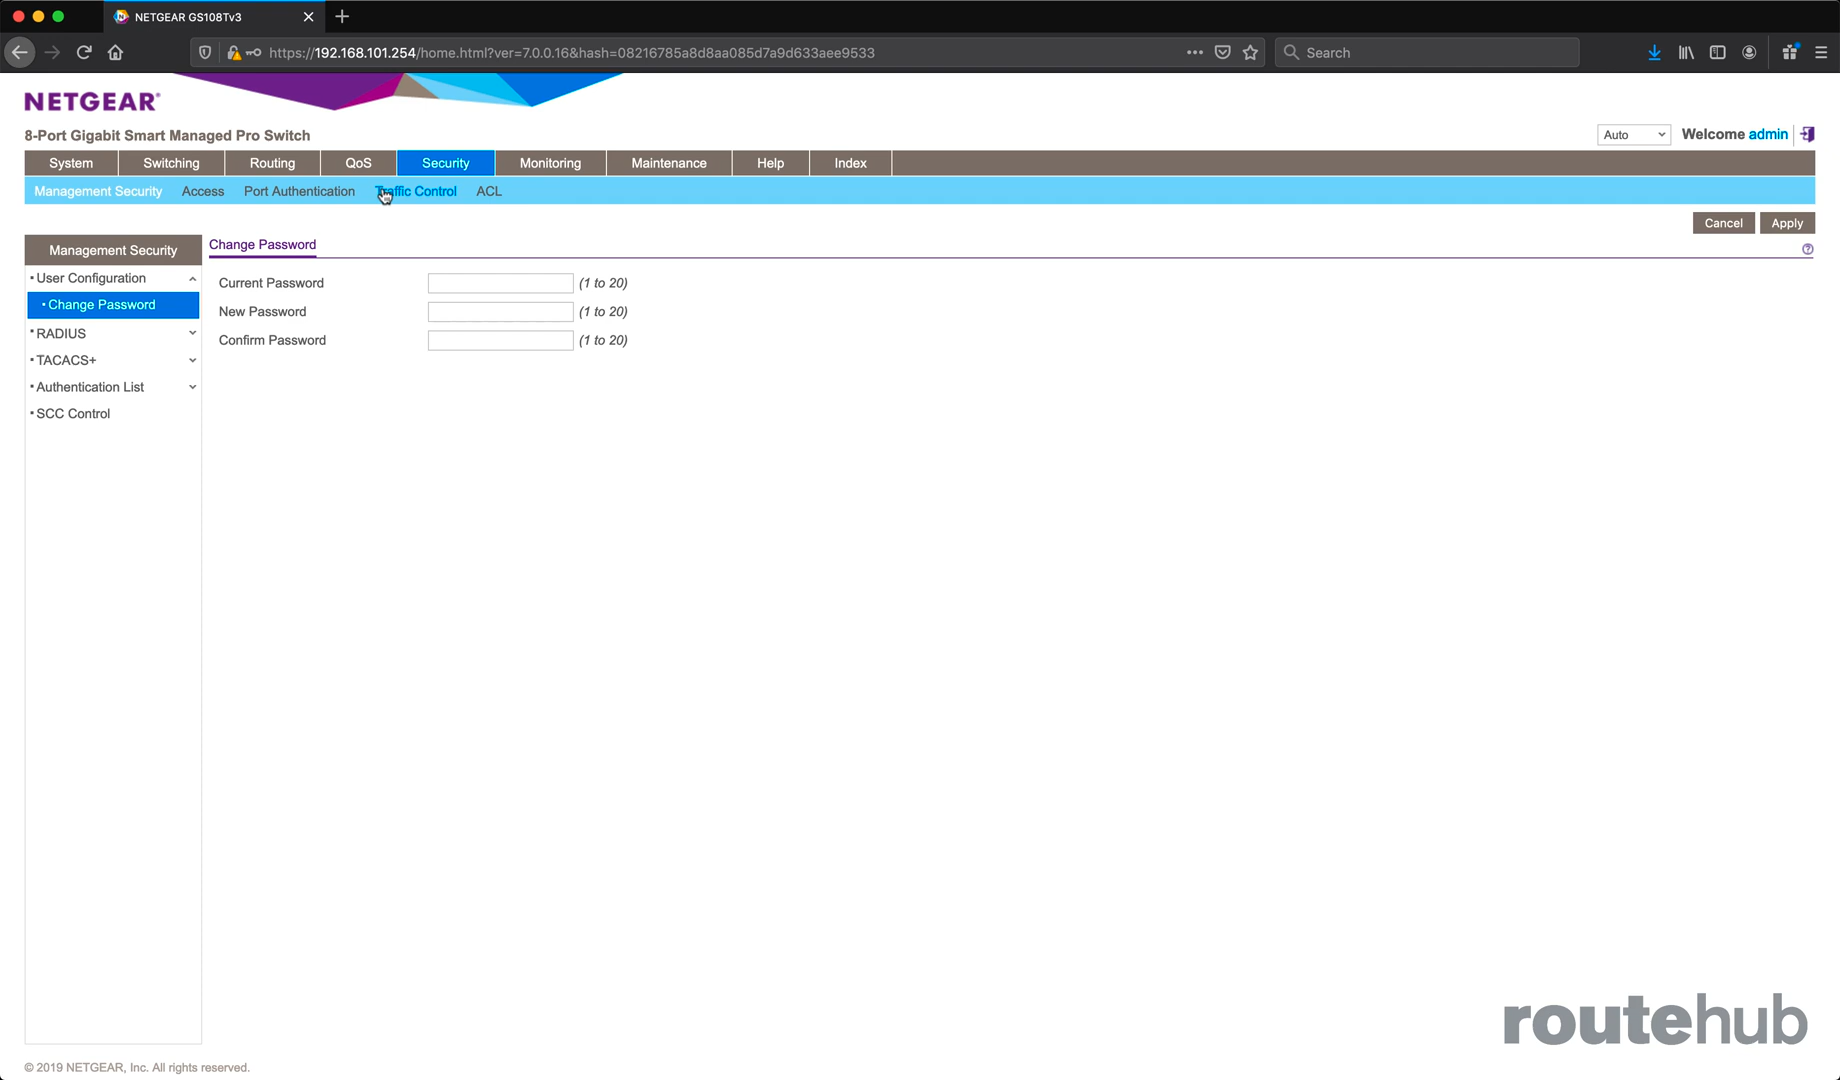 NETGEAR GS108Tv3
https://192.168.101.254/home.html?ver=7.0.0.16&hash=08216785a8d8aa085d7a9d633aee9533
Search
NETGEAR®
8-Port Gigabit Smart Managed Pro Switch
Auto
Welcome admin
System Switching Routing QoS Security Monitoring Maintenance Help Index
Management Security Access Port Authentication Traffic Control ACL
Cancel Apply
Management Security
• User Configuration
• Change Password
• RADIUS
• TACACS+
• Authentication List
• SCC Control
Change Password
Current Password (1 to 20)
New Password (1 to 20)
Confirm Password (1 to 20)
routehub
© 2019 NETGEAR, Inc. All rights reserved.